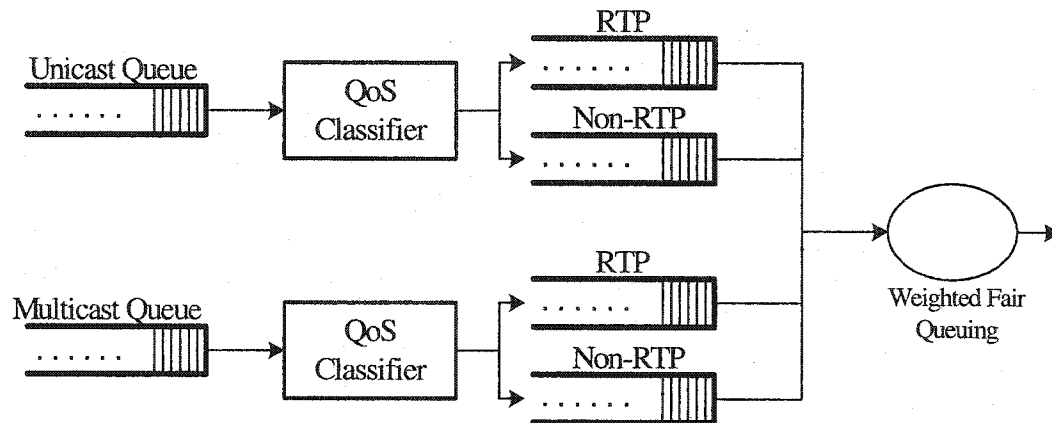 RTP
Unicast Queue
QoS
Classifier
Non-RTP
RTP
Multicast Queue
QoS
Classifier
Non-RTP
Weighted Fair
Queuing